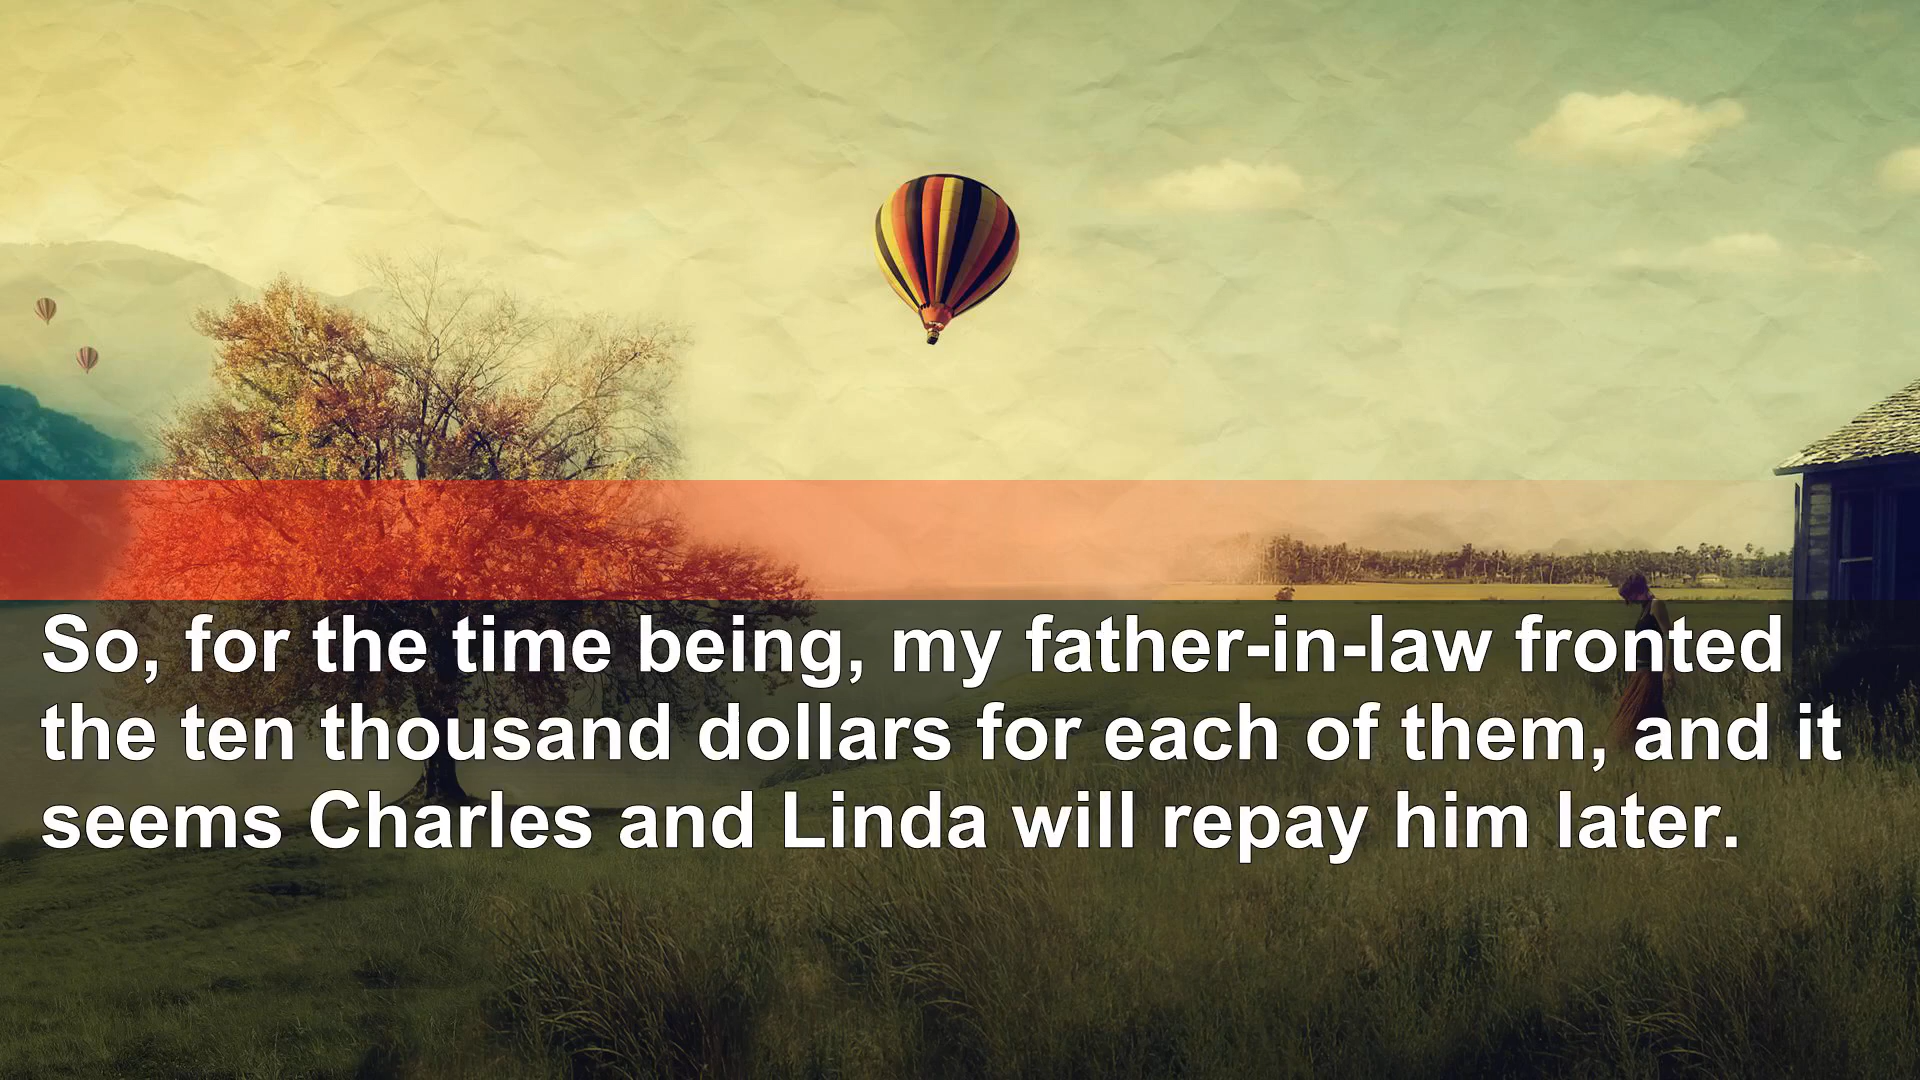 So, for the time being, my father-in-law fronted
the ten thousand dollars for each of them, and it
seems Charles and Linda will repay him later.